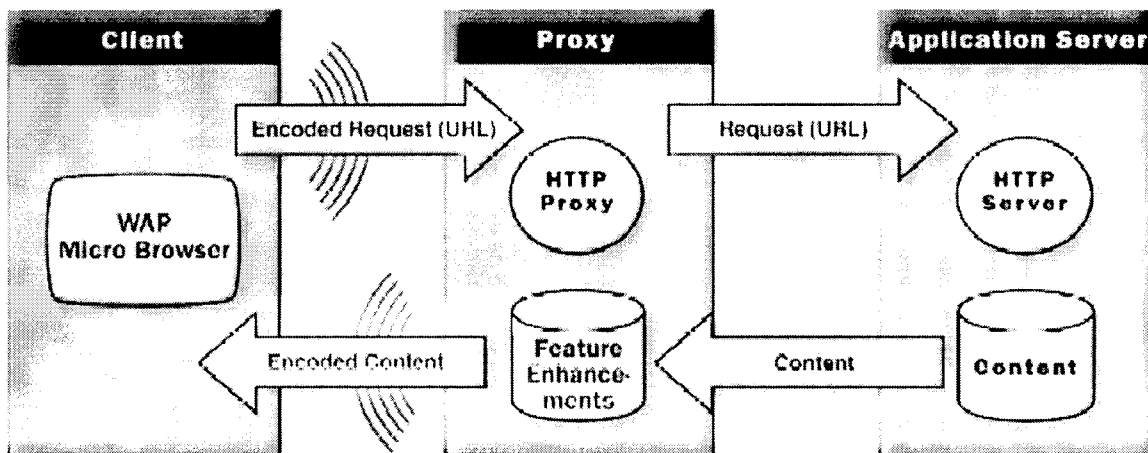 Client
Proxy
Application Server
Encoded Request (URL)
Request (URL)
HTTP
Proxy
HTTP
Server
WAP
Micro Browser
Encoded Content
Feature
Enhance-
ments
Content
Content